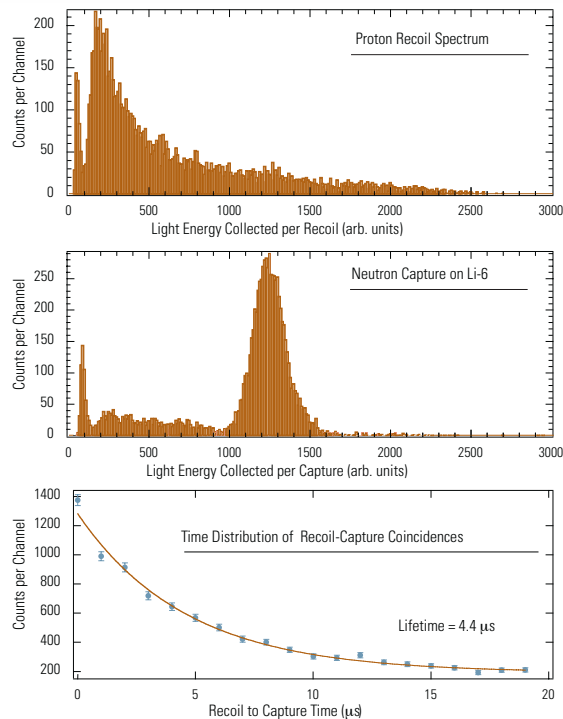 Proton Recoil Spectrum
Counts per Channel
200
150
100
50
0
0 500 1000 1500 2000 2500 3000
Light Energy Collected per Recoil (arb. units)
Neutron Capture on Li-6
Counts per Channel
250
200
150
100
50
0
0 500 1000 1500 2000 2500 3000
Light Energy Collected per Capture (arb. units)
Time Distribution of Recoil-Capture Coincidences
Counts per Channel
1400
1200
1000
800
600
400
200
Lifetime = 4.4 μs
0 5 10 15 20
Recoil to Capture Time (μs)